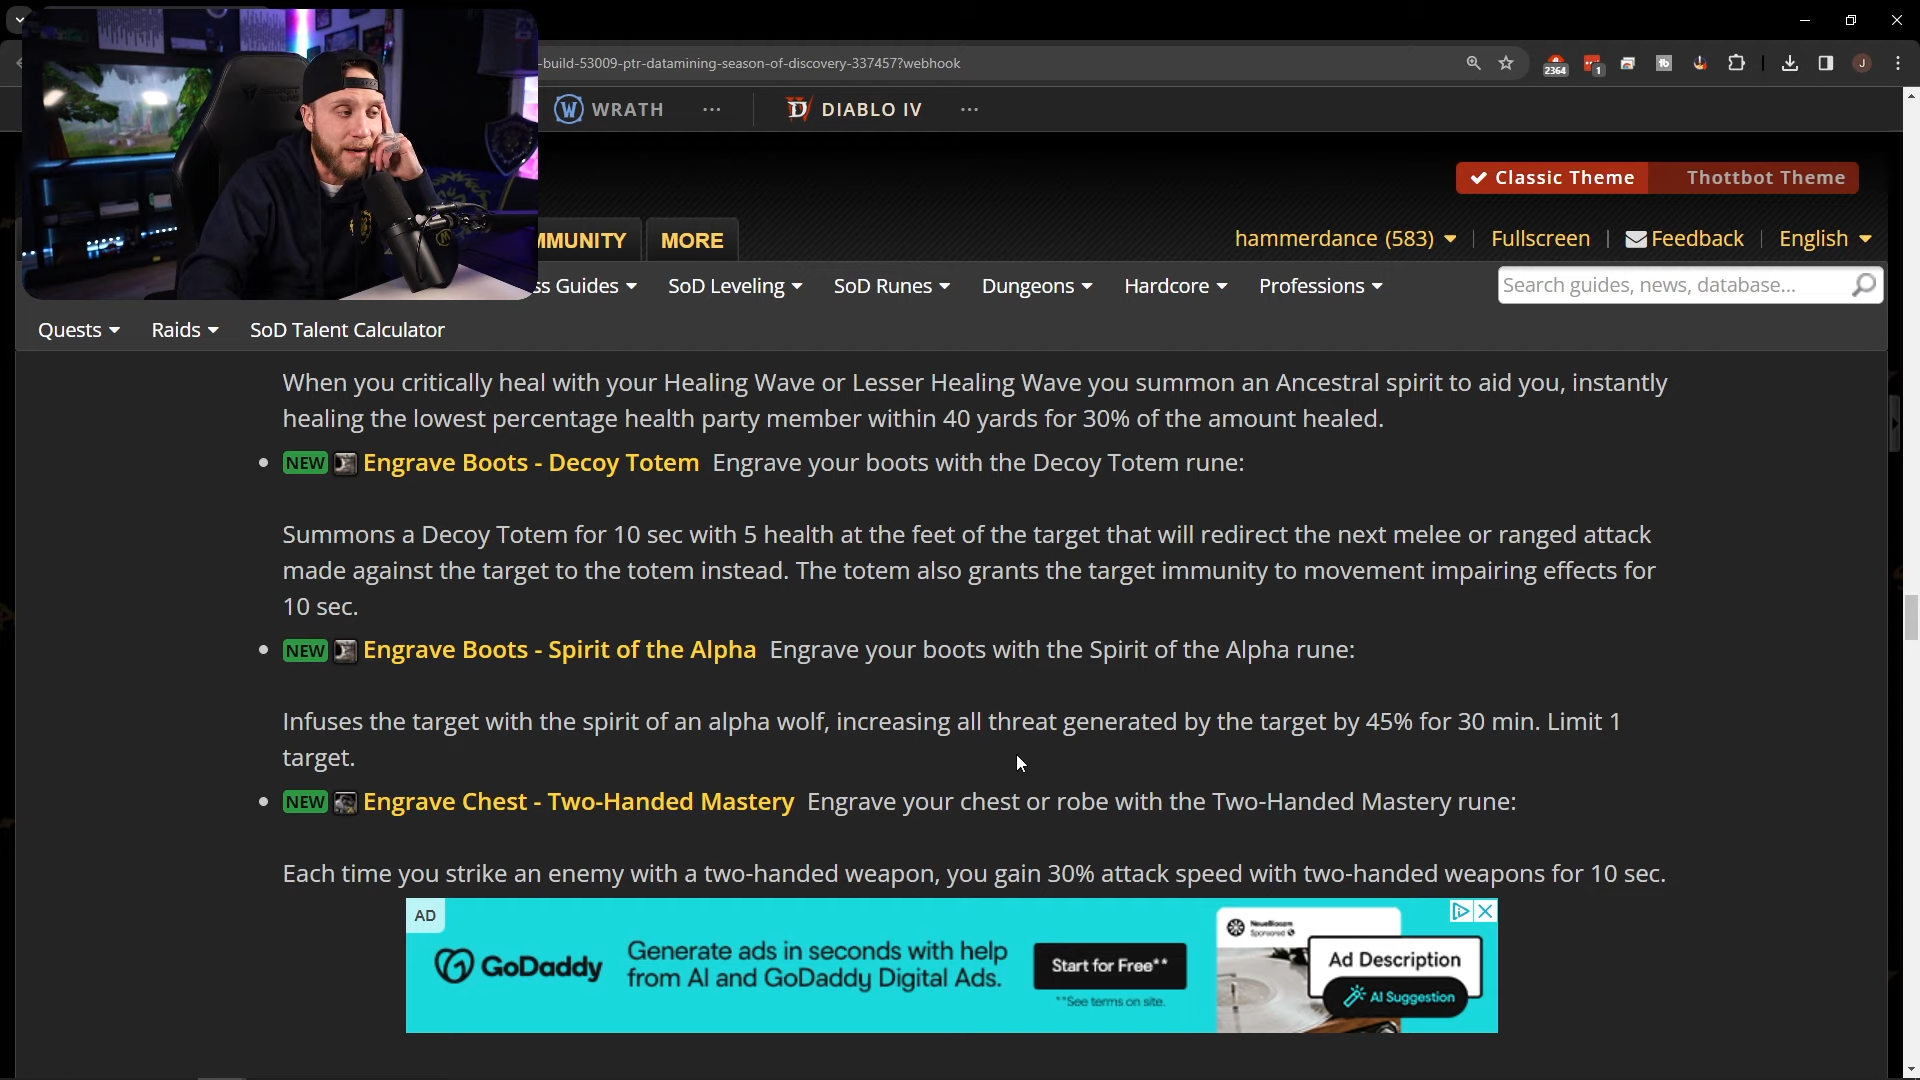 -build-53009-ptr-datamining-season-of-discovery-337457?webhook
2364
1
J
WRATH
DIABLO IV
Classic Theme
Thottbot Theme
MMUNITY
MORE
hammerdance (583)
Fullscreen
Feedback
English
ss Guides
SoD Leveling
SoD Runes
Dungeons
Hardcore
Professions
Search guides, news, database...
Quests
Raids
SoD Talent Calculator
When you critically heal with your Healing Wave or Lesser Healing Wave you summon an Ancestral spirit to aid you, instantly
healing the lowest percentage health party member within 40 yards for 30% of the amount healed.
NEW Engrave Boots - Decoy Totem Engrave your boots with the Decoy Totem rune:
Summons a Decoy Totem for 10 sec with 5 health at the feet of the target that will redirect the next melee or ranged attack
made against the target to the totem instead. The totem also grants the target immunity to movement impairing effects for
10 sec.
NEW Engrave Boots - Spirit of the Alpha Engrave your boots with the Spirit of the Alpha rune:
Infuses the target with the spirit of an alpha wolf, increasing all threat generated by the target by 45% for 30 min. Limit 1
target.
NEW Engrave Chest - Two-Handed Mastery Engrave your chest or robe with the Two-Handed Mastery rune:
Each time you strike an enemy with a two-handed weapon, you gain 30% attack speed with two-handed weapons for 10 sec.
AD
GoDaddy
Generate ads in seconds with help
from AI and GoDaddy Digital Ads.
Start for Free**
**See terms on site.
NeueBloom
Sponsored
Ad Description
AI Suggestion